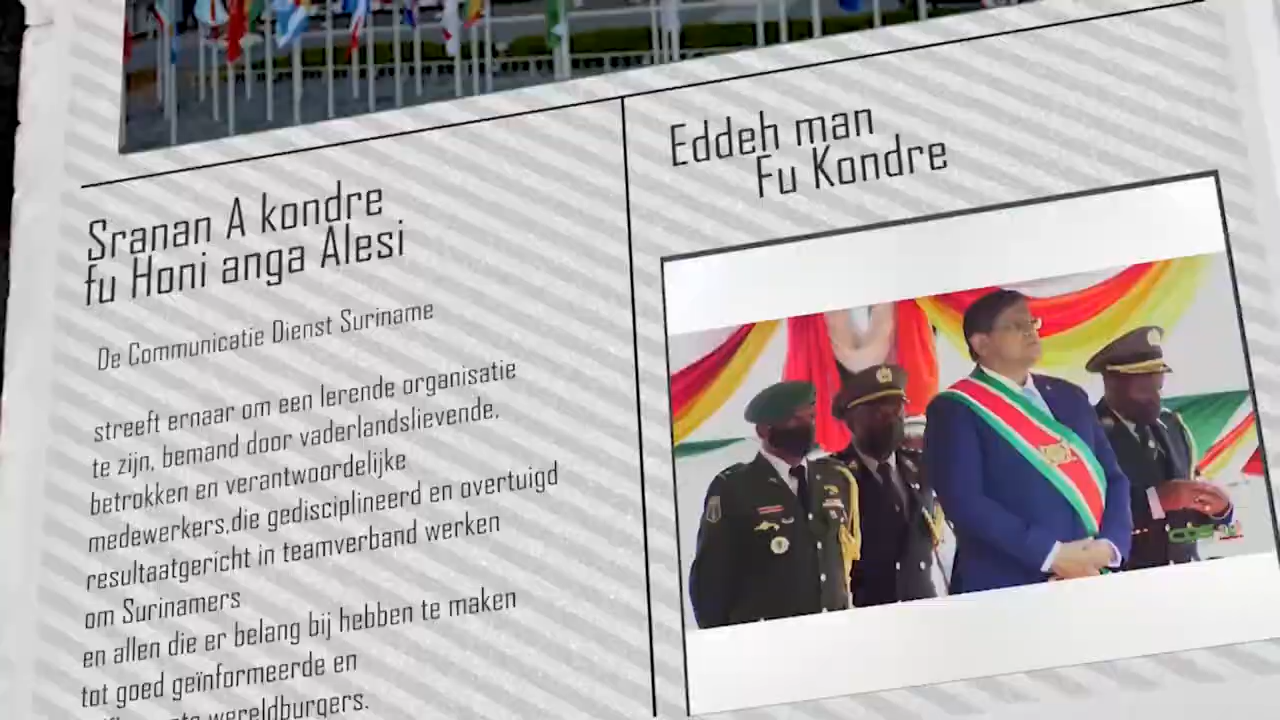 Sranan A kondre
fu Honi anga Alesi
De Communicatie Dienst Suriname
streeft ernaar om een lerende organisatie
te zijn, bemand door vaderlandslievende,
betrokken en verantwoordelijke
medewerkers,die gedisciplineerd en overtuigd
resultaatgericht in teamverband werken
om Surinamers
en allen die er belang bij hebben te maken
tot goed geïnformeerde en
wereldburgers.
Eddeh man
Fu Kondre